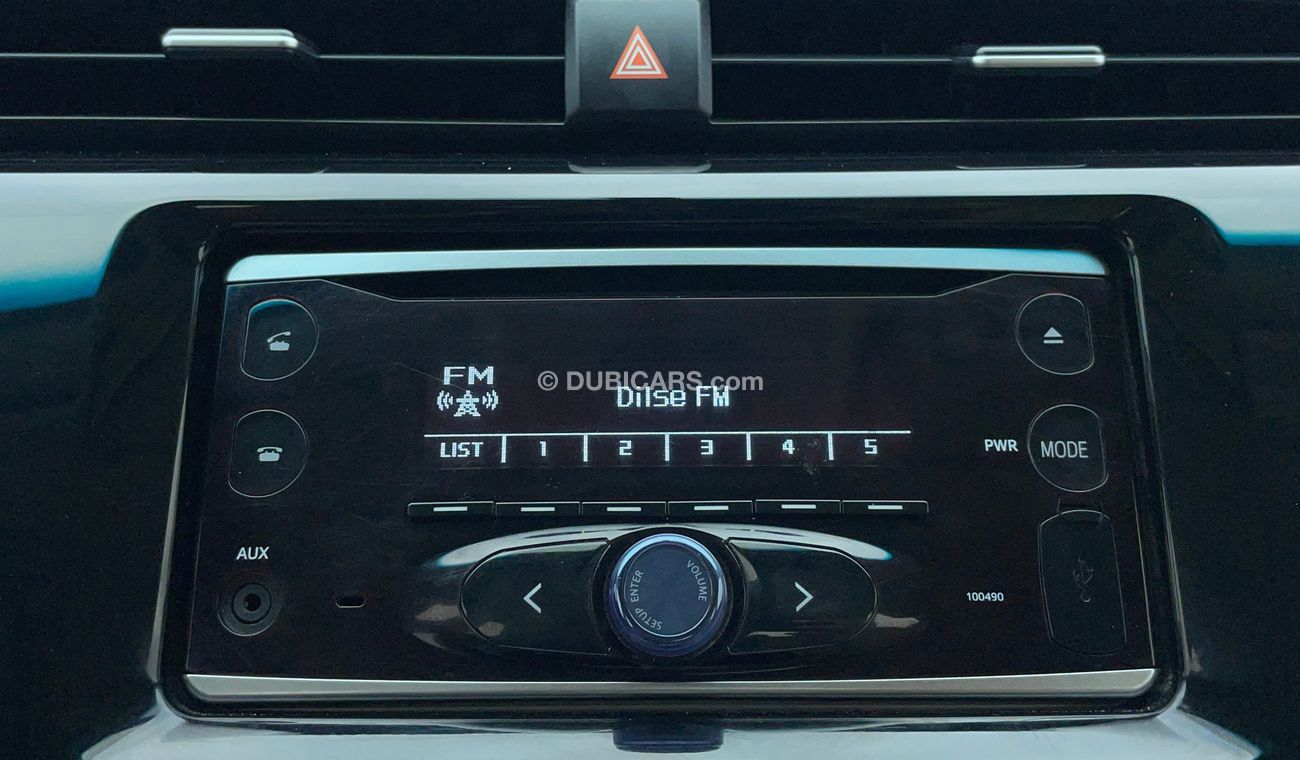 FM
© DUBICARS.com
Dilse FM
LIST 1 2 3 4 5
PWR MODE
AUX
VOLUME
SETUP ENTER
100490